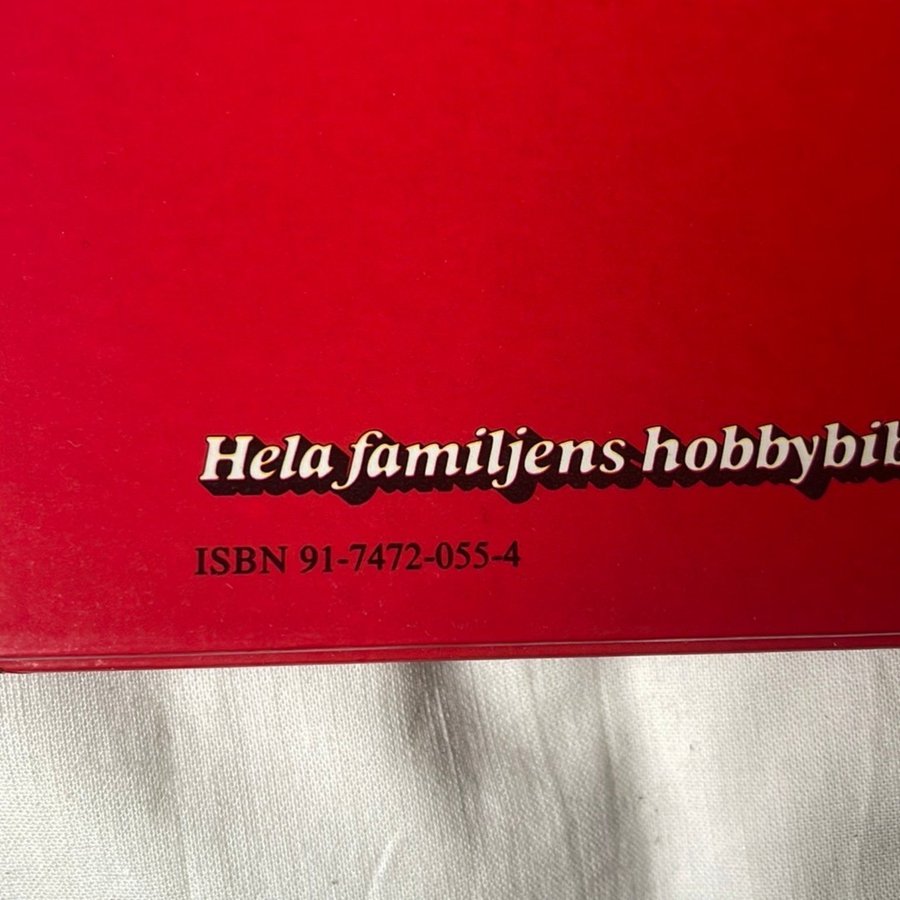 Hela familjens hobbybib
ISBN 91-7472-055-4